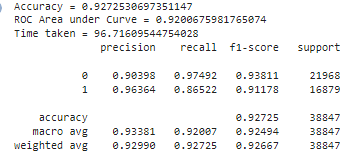 Accuracy = 0.9272530697351147
ROC Area under Curve = 0.9200675981765074
Time taken = 96.71609544754028
precision recall f1-score support
0 0.90398 0.97492 0.93811 21968
1 0.96364 0.86522 0.91178 16879
accuracy 0.92725 38847
macro avg 0.93381 0.92007 0.92494 38847
weighted avg 0.92990 0.92725 0.92667 38847